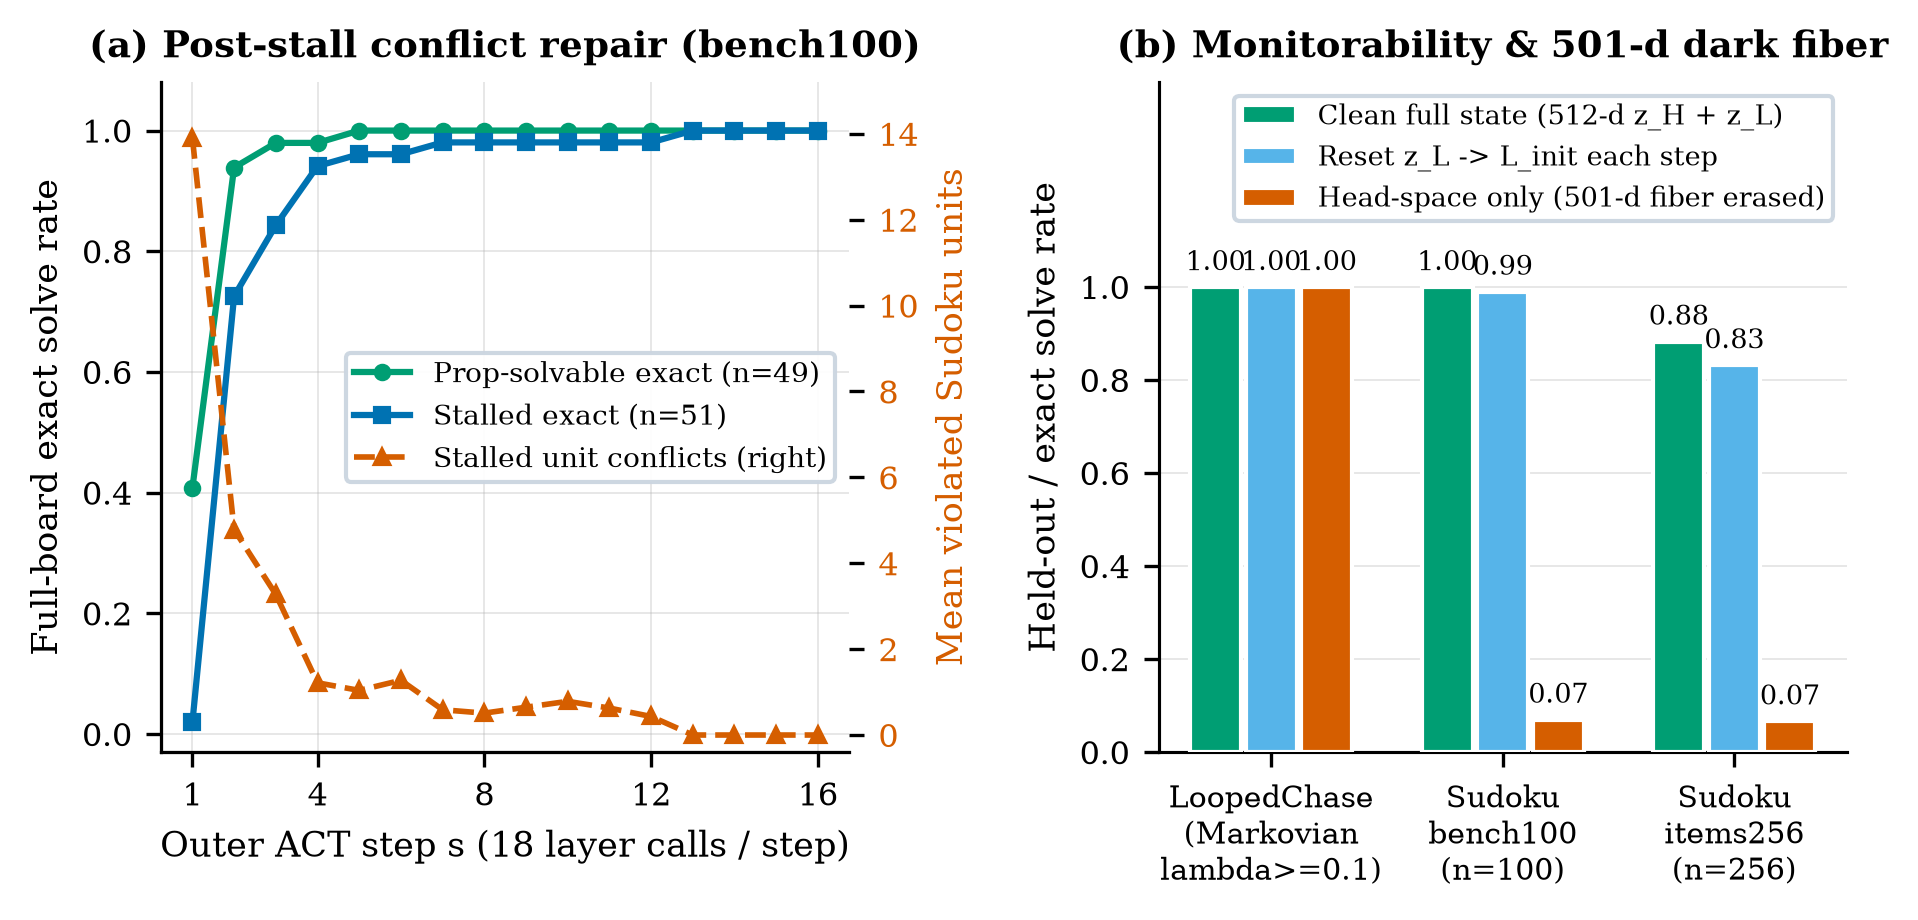 (a) Post-stall conflict repair (bench100)
Full-board exact solve rate
1.0
0.8
0.6
0.4
0.2
0.0
14
12
10
8
6
4
2
0
Mean violated Sudoku units
Prop-solvable exact (n=49)
Stalled exact (n=51)
Stalled unit conflicts (right)
1 4 8 12 16
Outer ACT step s (18 layer calls / step)
(b) Monitorability & 501-d dark fiber
Held-out / exact solve rate
Clean full state (512-d z_H + z_L)
Reset z_L -> L_init each step
Head-space only (501-d fiber erased)
1.0
0.8
0.6
0.4
0.2
0.0
1.00 1.00 1.00
1.00 0.99 0.07
0.88 0.83 0.07
LoopedChase
(Markovian
lambda>=0.1)
Sudoku
bench100
(n=100)
Sudoku
items256
(n=256)